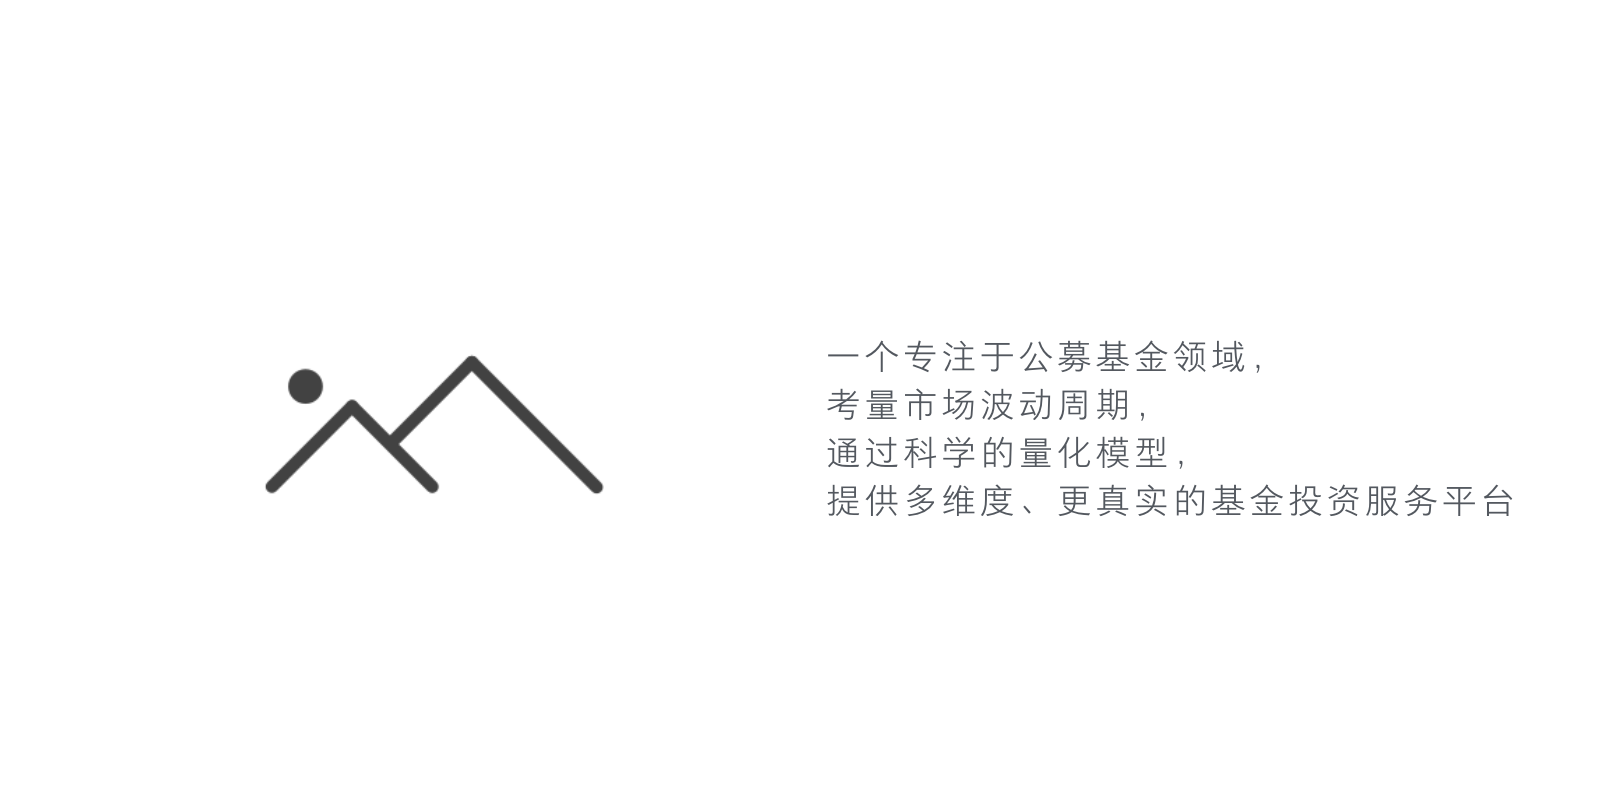 一个专注于公募基金领域，
考量市场波动周期，
通过科学的量化模型，
提供多维度、更真实的基金投资服务平台